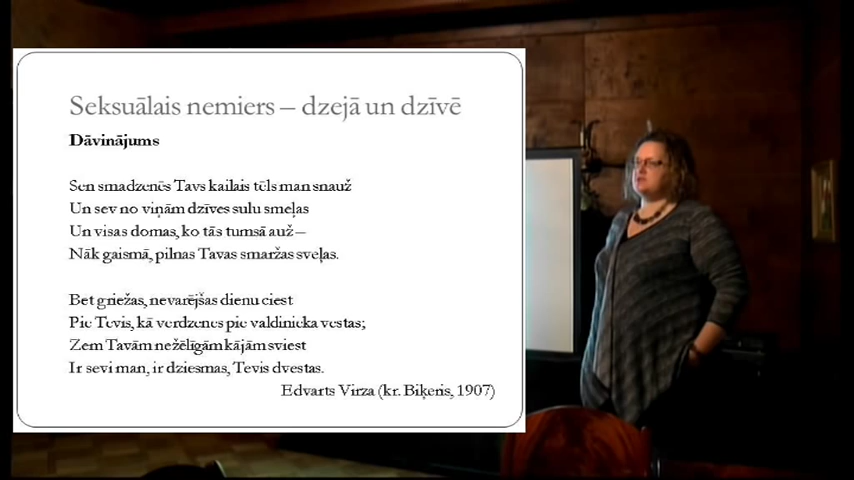 Seksuālais nemiers – dzejā un dzīvē
Dāvinājums
Sen smadzenēs Tavs kailais tēls man snauž
Un sev no viņām dzīves sulu smeļas
Un visas domas, ko tās tumsā auž –
Nāk gaismā, pilnas Tavas smaržas sveļas.
Bet griežas, nevarējšas dienu ciest
Pie Tevis, kā verdzenes pie valdinieka vestas;
Zem Tavām nežēlīgām kājām sviest
Ir sevi man, ir dziesmas, Tevis dvestas.
Edvarts Virza (kr. Biķeris, 1907)